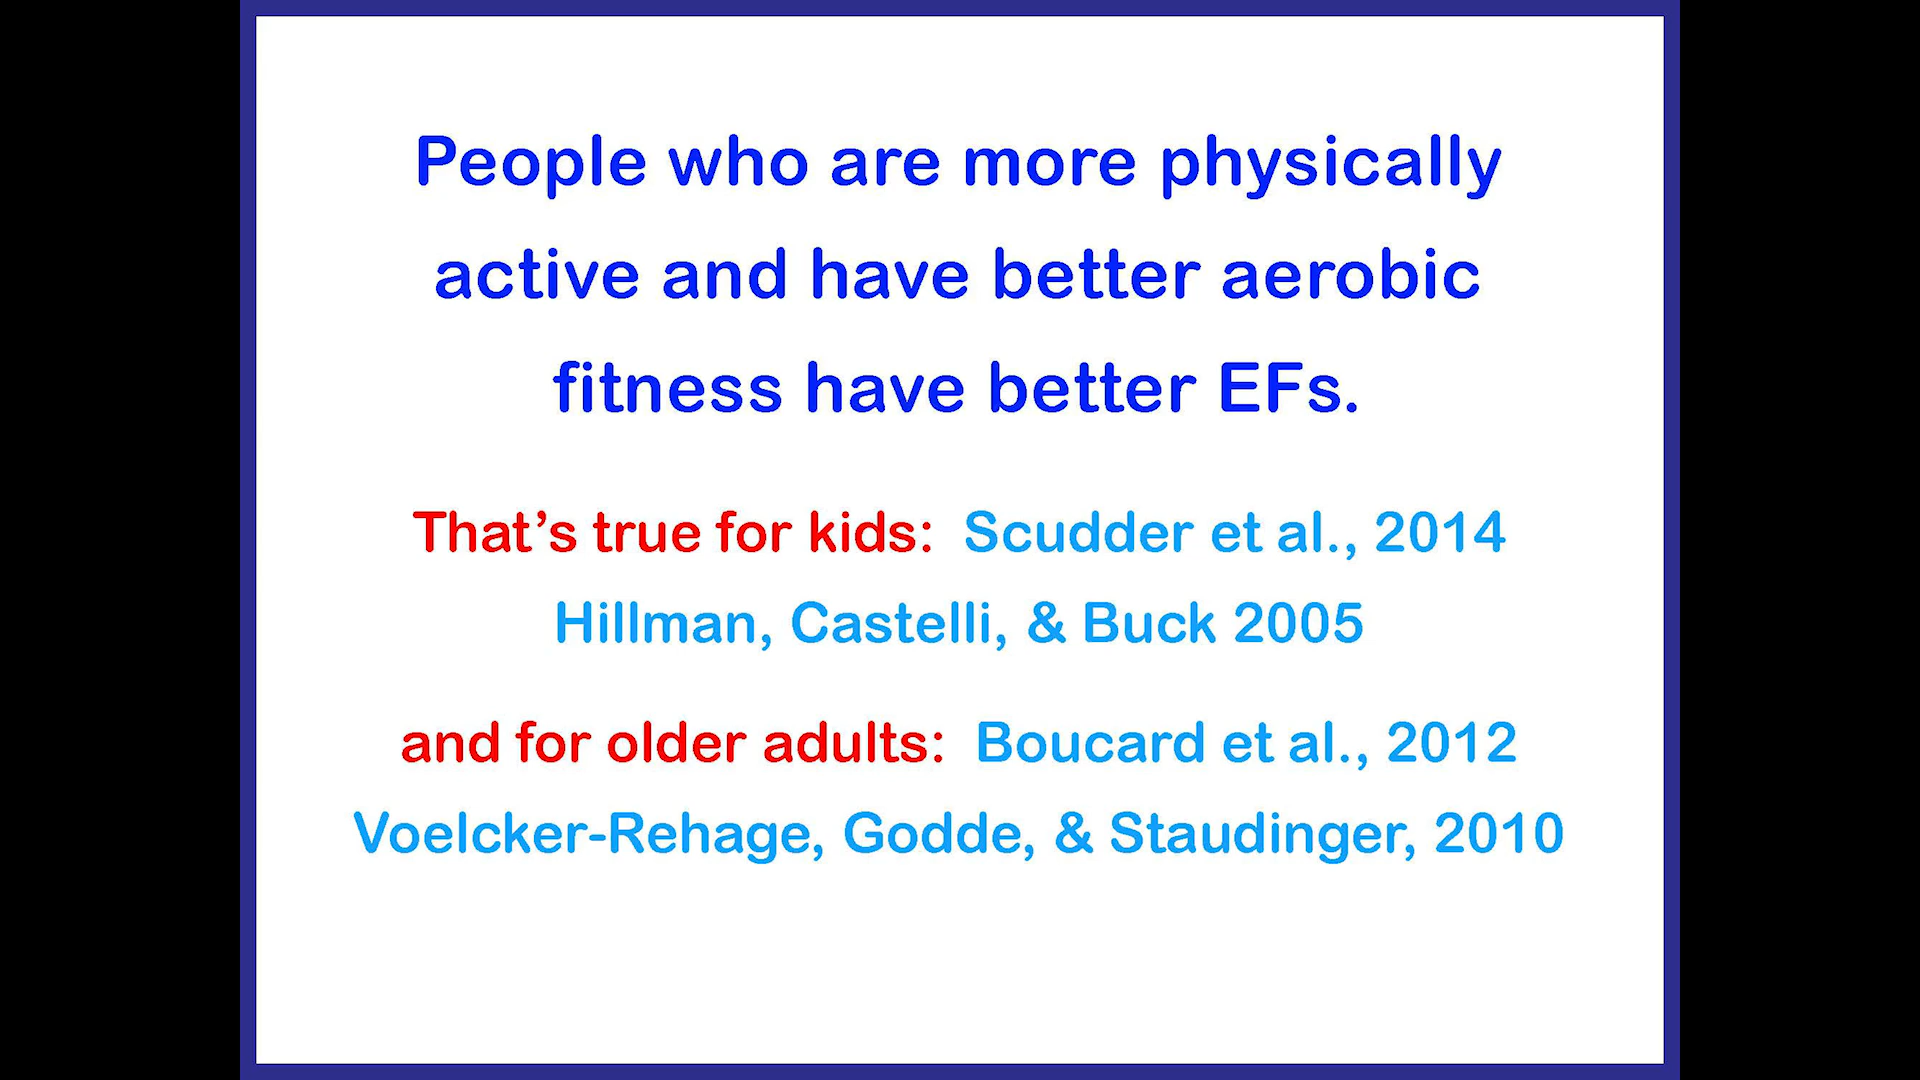 People who are more physically
active and have better aerobic
fitness have better EFs.
That’s true for kids: Scudder et al., 2014
Hillman, Castelli, & Buck 2005
and for older adults: Boucard et al., 2012
Voelcker-Rehage, Godde, & Staudinger, 2010